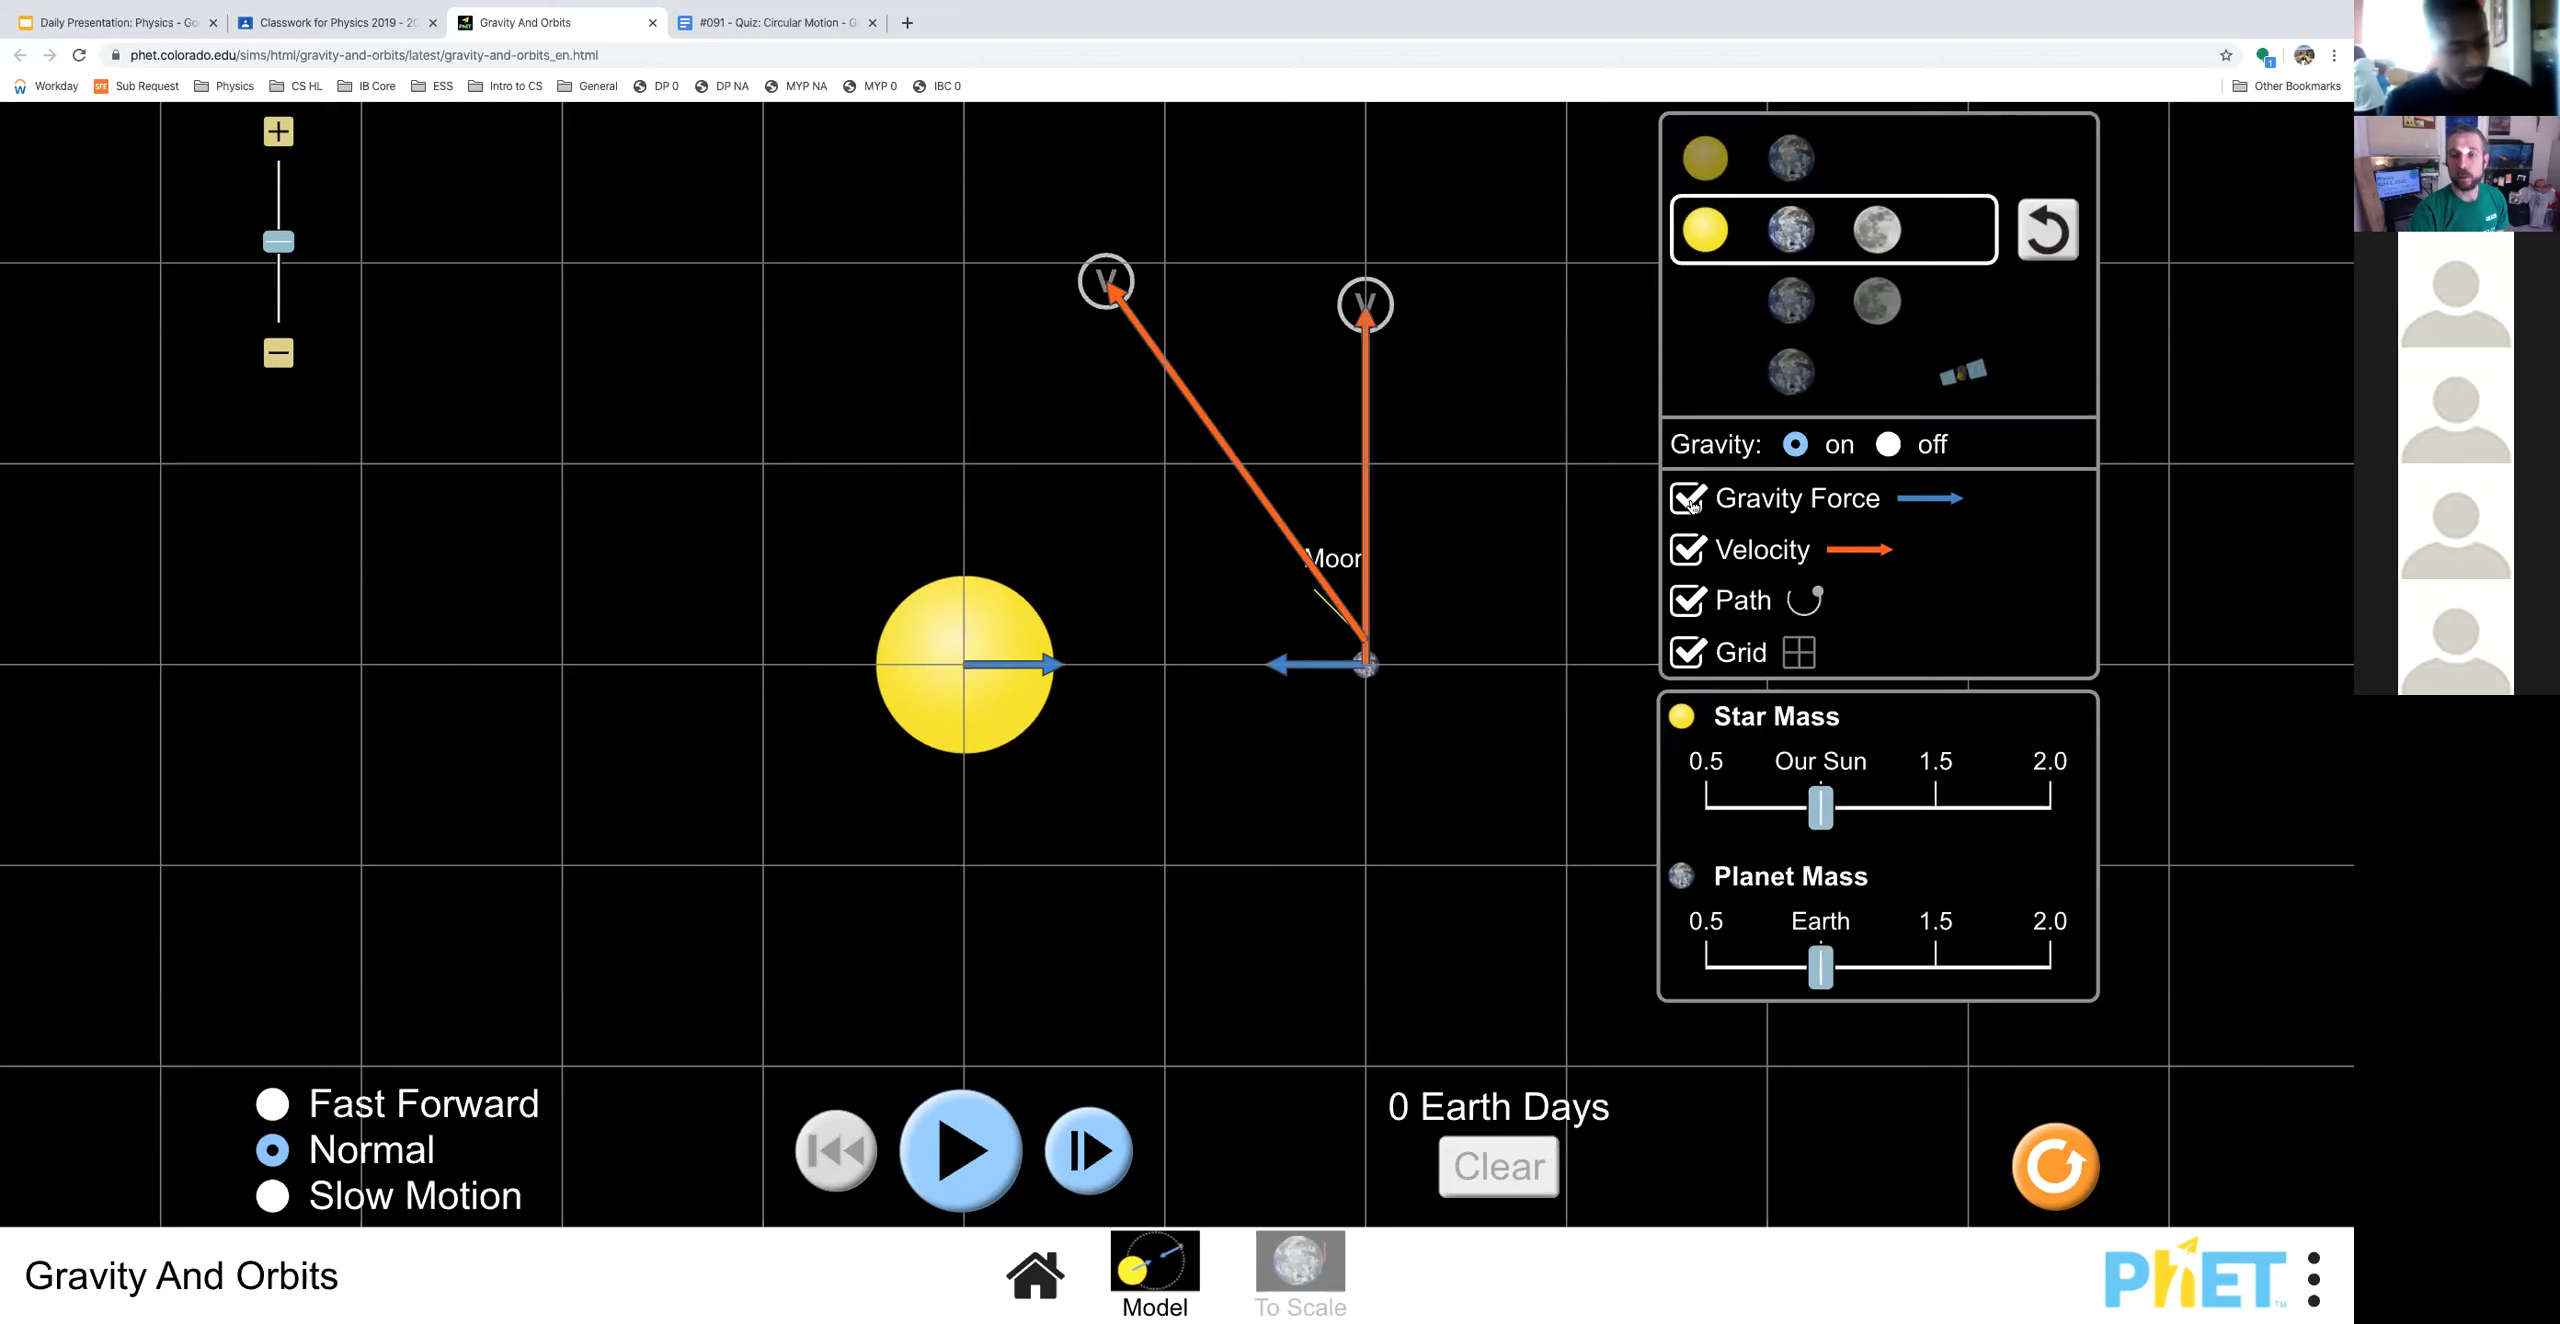 Daily Presentation: Physics - Go
Classwork for Physics 2019 - 20
Gravity And Orbits
#091 - Quiz: Circular Motion - G
phet.colorado.edu/sims/html/gravity-and-orbits/latest/gravity-and-orbits_en.html
1
Workday
Sub Request
Physics
CS HL
IB Core
ESS
Intro to CS
General
DP 0
DP NA
MYP NA
MYP 0
IBC 0
Other Bookmarks
V
V
Moon
Gravity: on off
Gravity Force
Velocity
Path
Grid
Star Mass
0.5 Our Sun 1.5 2.0
Planet Mass
0.5 Earth 1.5 2.0
Fast Forward
Normal
Slow Motion
0 Earth Days
Clear
Gravity And Orbits
Model
To Scale
PhET